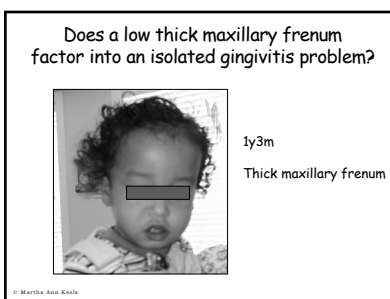 Does a low thick maxillary frenum
factor into an isolated gingivitis problem?
1y3m
Thick maxillary frenum
© Martha Ann Keels